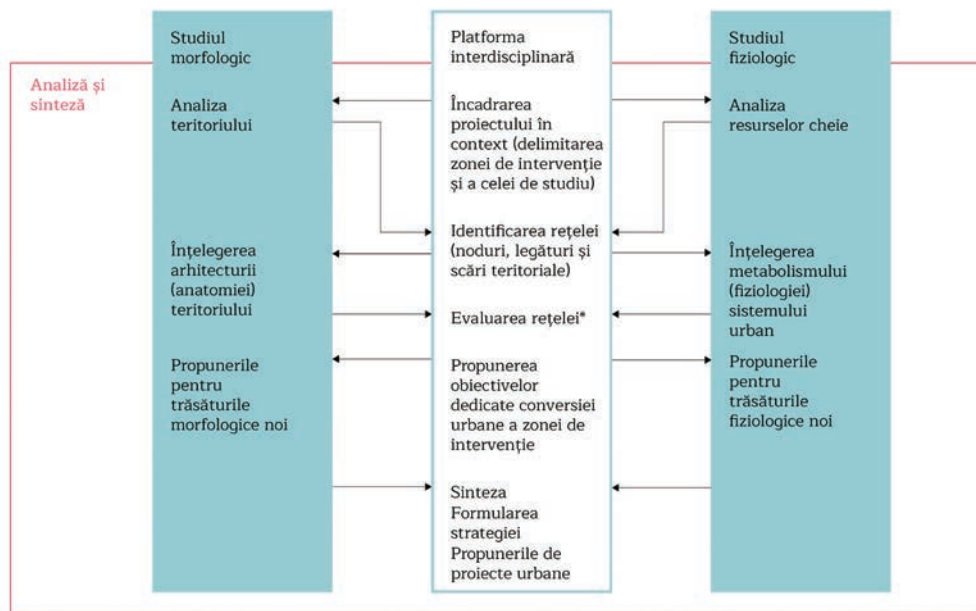 Studiul
morfologic
Platforma
interdisciplinară
Studiul
fiziologic
Analiză și
sinteză
Analiza
teritoriului
Încadrarea
proiectului în
context (delimitarea
zonei de intervenție
și a celei de studiu)
Analiza
resurselor cheie
Înțelegerea
arhitecturii
(anatomiei)
teritoriului
Identificarea rețelei
(noduri, legături și
scări teritoriale)
Înțelegerea
metabolismului
(fiziologiei)
sistemului
urban
Evaluarea rețelei*
Propunerile
pentru
trăsăturile
morfologice noi
Propunerea
obiectivelor
dedicate conversiei
urbane a zonei de
intervenție
Propunerile
pentru
trăsăturile
fiziologice noi
Sinteza
Formularea
strategiei
Propunerile de
proiecte urbane